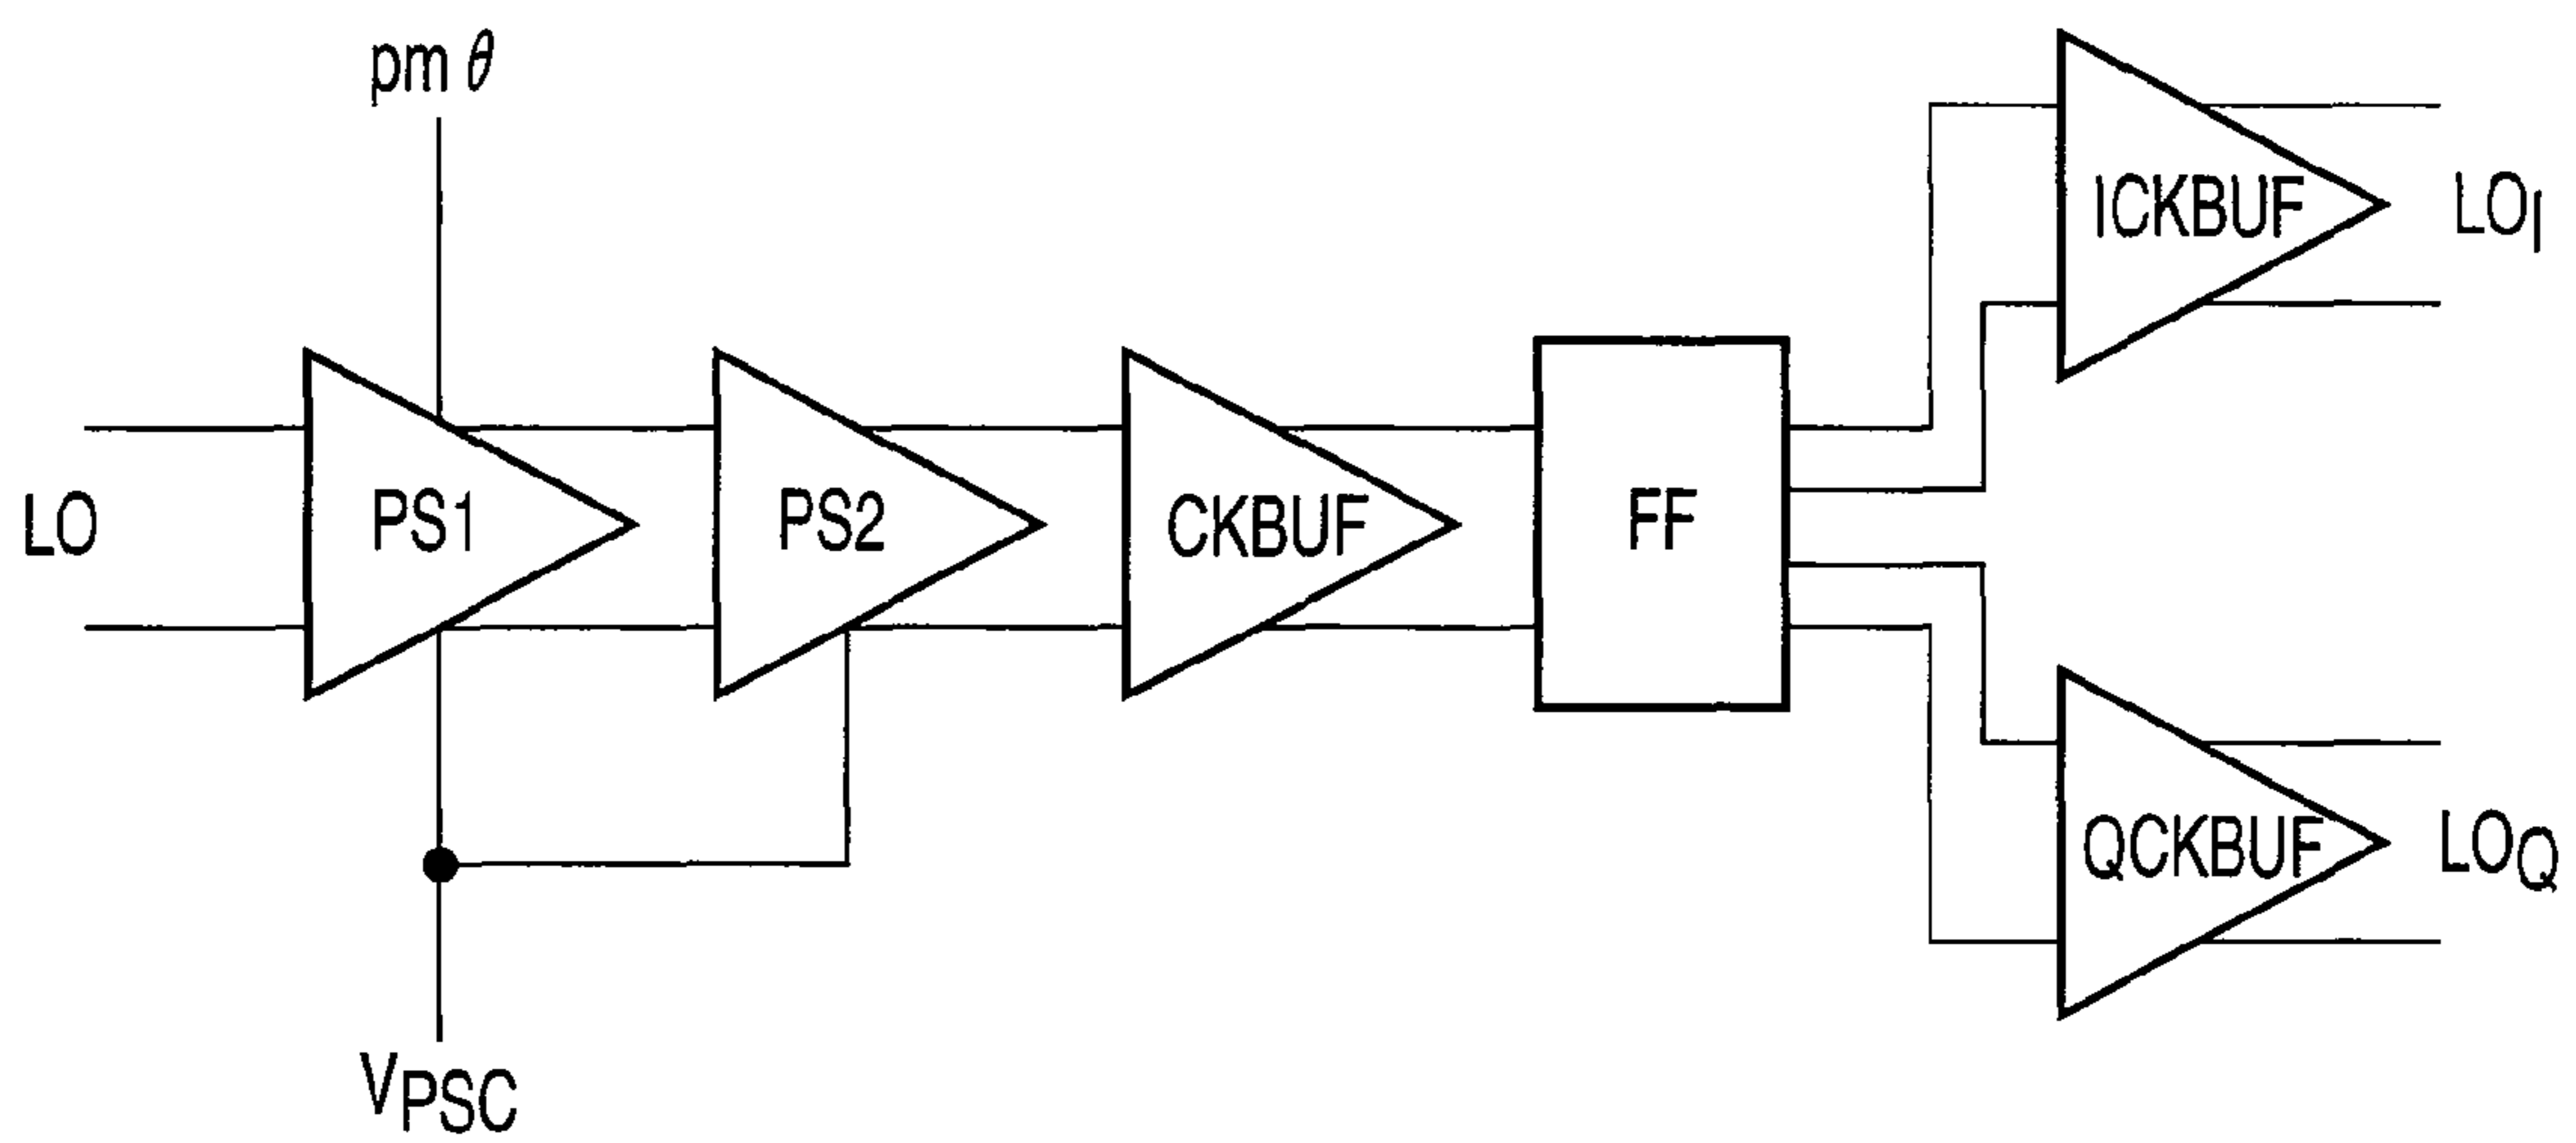 pm θ
LO
PS1
PS2
CKBUF
FF
ICKBUF
LOI
QCKBUF
LOQ
VPSC